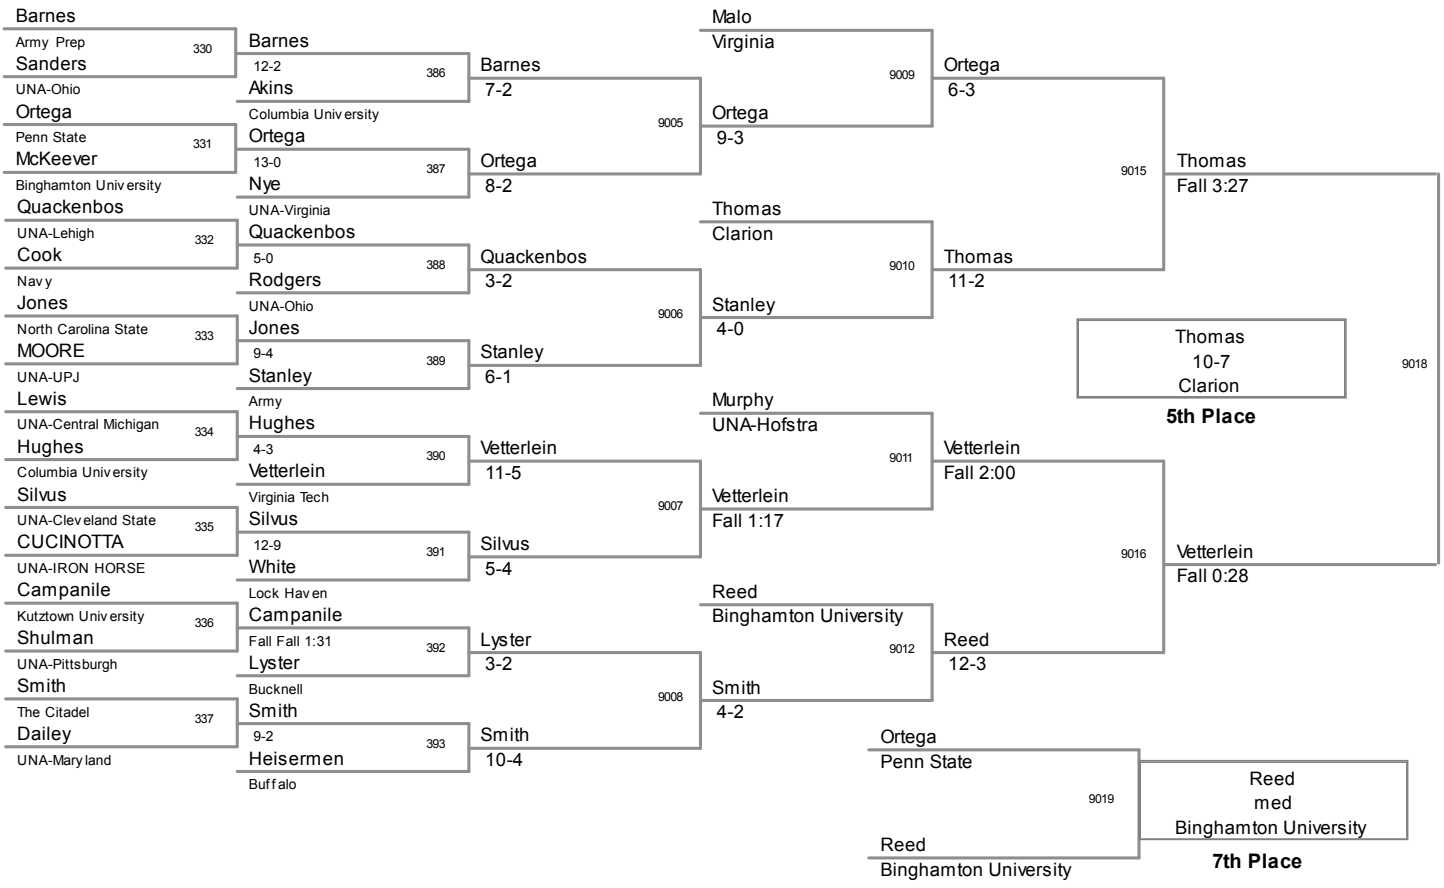 Barnes
Army Prep
330
Sanders
UNA-Ohio
Ortega
Penn State
331
McKeever
Binghamton University
Quackenbos
UNA-Lehigh
332
Cook
Navy
Jones
North Carolina State
333
MOORE
UNA-UPJ
Lewis
UNA-Central Michigan
334
Hughes
Columbia University
Silvus
UNA-Cleveland State
335
CUCINOTTA
UNA-IRON HORSE
Campanile
Kutztown University
336
Shulman
UNA-Pittsburgh
Smith
The Citadel
337
Dailey
UNA-Maryland
Barnes
12-2
386
Akins
Columbia University
Ortega
13-0
387
Nye
UNA-Virginia
Quackenbos
5-0
388
Rodgers
UNA-Ohio
Jones
9-4
389
Stanley
Army
Hughes
4-3
390
Vetterlein
Virginia Tech
Silvus
12-9
391
White
Lock Haven
Campanile
Fall Fall 1:31
392
Lyster
Bucknell
Smith
9-2
393
Heisermen
Buffalo
Barnes
7-2
9005
Ortega
8-2
Quackenbos
3-2
9006
Stanley
6-1
Vetterlein
11-5
9007
Silvus
5-4
Lyster
3-2
9008
Smith
10-4
Malo
Virginia
9009
Ortega
9-3
Thomas
Clarion
9010
Stanley
4-0
Murphy
UNA-Hofstra
9011
Vetterlein
Fall 1:17
Reed
Binghamton University
9012
Smith
4-2
Ortega
6-3
9015
Thomas
11-2
Vetterlein
Fall 2:00
9016
Reed
12-3
Thomas
Fall 3:27
9018
Vetterlein
Fall 0:28
Thomas
10-7
Clarion
5th Place
Ortega
Penn State
9019
Reed
Binghamton University
Reed
med
Binghamton University
7th Place